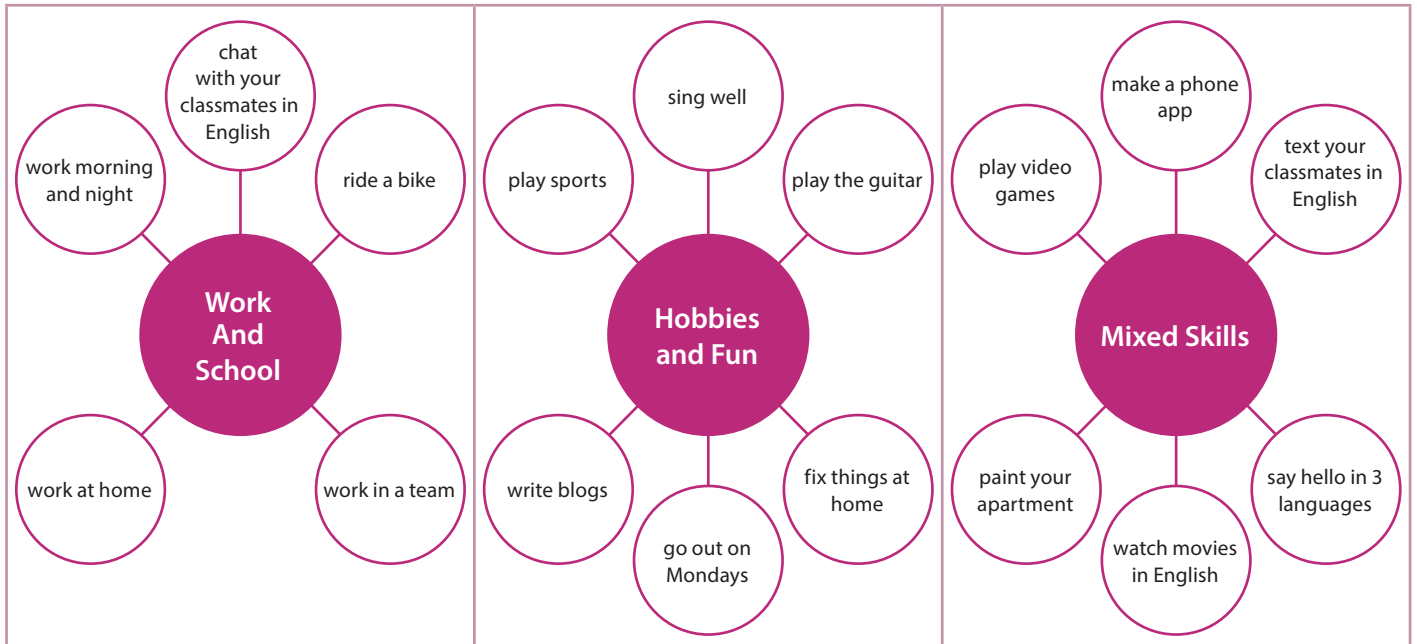 chat
with your
classmates in
English
work morning
and night
ride a bike
Work
And
School
work at home
work in a team
sing well
play sports
play the guitar
Hobbies
and Fun
write blogs
fix things at
home
go out on
Mondays
make a phone
app
play video
games
text your
classmates in
English
Mixed Skills
paint your
apartment
say hello in 3
languages
watch movies
in English